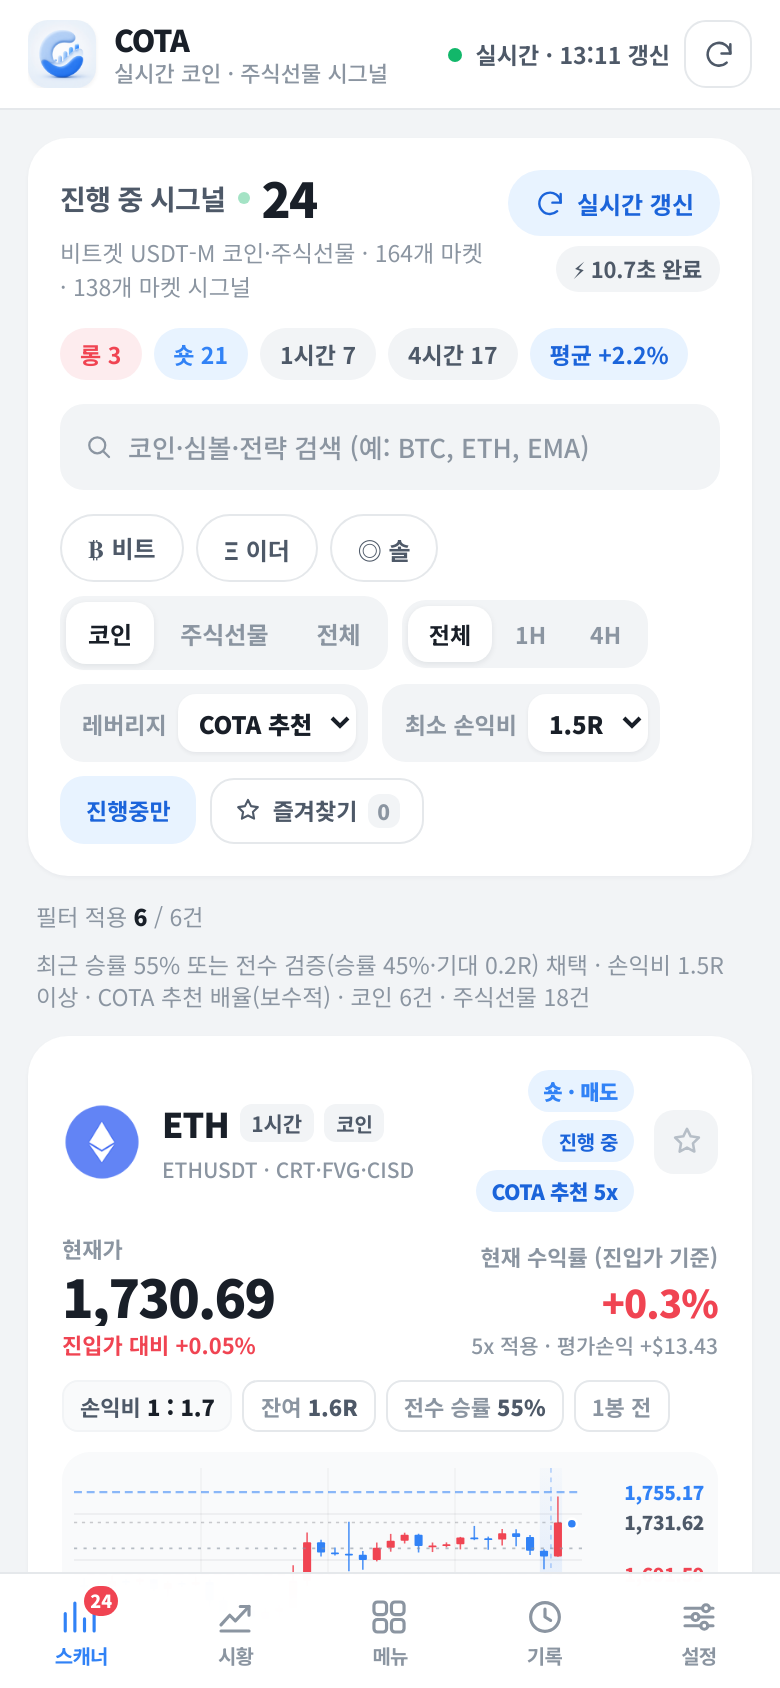 COTA
실시간 코인 · 주식선물 시그널
실시간 · 13:11 갱신
진행 중 시그널 24
실시간 갱신
비트겟 USDT-M 코인·주식선물 · 164개 마켓
· 138개 마켓 시그널
⚡ 10.7초 완료
롱 3 숏 21 1시간 7 4시간 17 평균 +2.2%
코인·심볼·전략 검색 (예: BTC, ETH, EMA)
₿ 비트 Ξ 이더 ◎ 솔
코인 주식선물 전체 전체 1H 4H
레버리지 COTA 추천 최소 손익비 1.5R
진행중만 즐겨찾기 0
필터 적용 6 / 6건
최근 승률 55% 또는 전수 검증(승률 45%·기대 0.2R) 채택 · 손익비 1.5R
이상 · COTA 추천 배율(보수적) · 코인 6건 · 주식선물 18건
숏 · 매도
ETH 1시간 코인
진행 중
ETHUSDT · CRT·FVG·CISD
COTA 추천 5x
현재가
현재 수익률 (진입가 기준)
1,730.69
+0.3%
진입가 대비 +0.05%
5x 적용 · 평가손익 +$13.43
손익비 1 : 1.7 잔여 1.6R 전수 승률 55% 1봉 전
1,755.17
1,731.62
24
스캐너 시황 메뉴 기록 설정